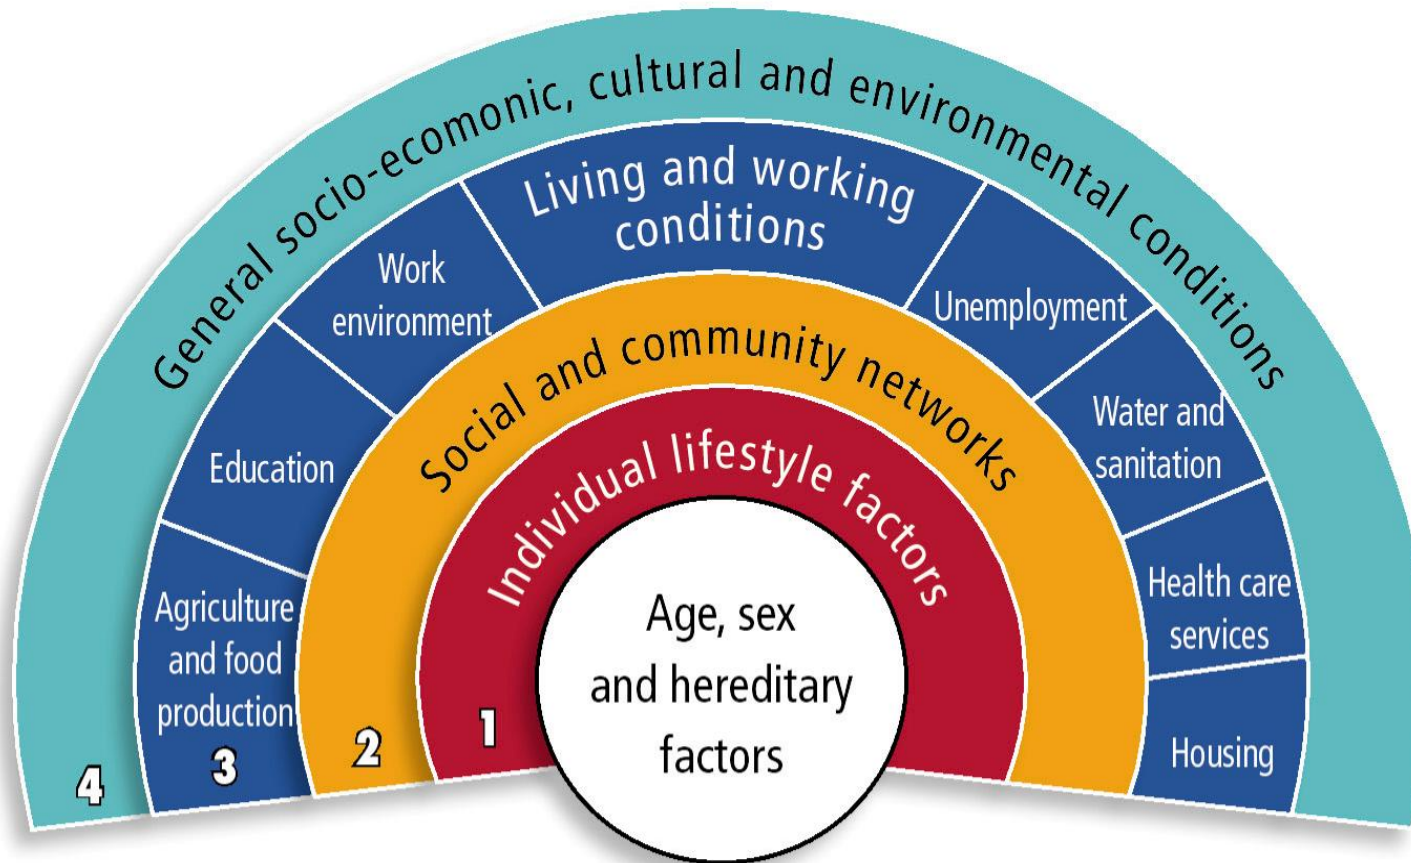 General socio-ecomonic, cultural and environmental conditions
Living and working
conditions
Work
environment
Unemployment
Education
Water and
sanitation
Agriculture
and food
production
Health care
services
Housing
Social and community networks
Individual lifestyle factors
Age, sex
and hereditary
factors
4
3
2
1